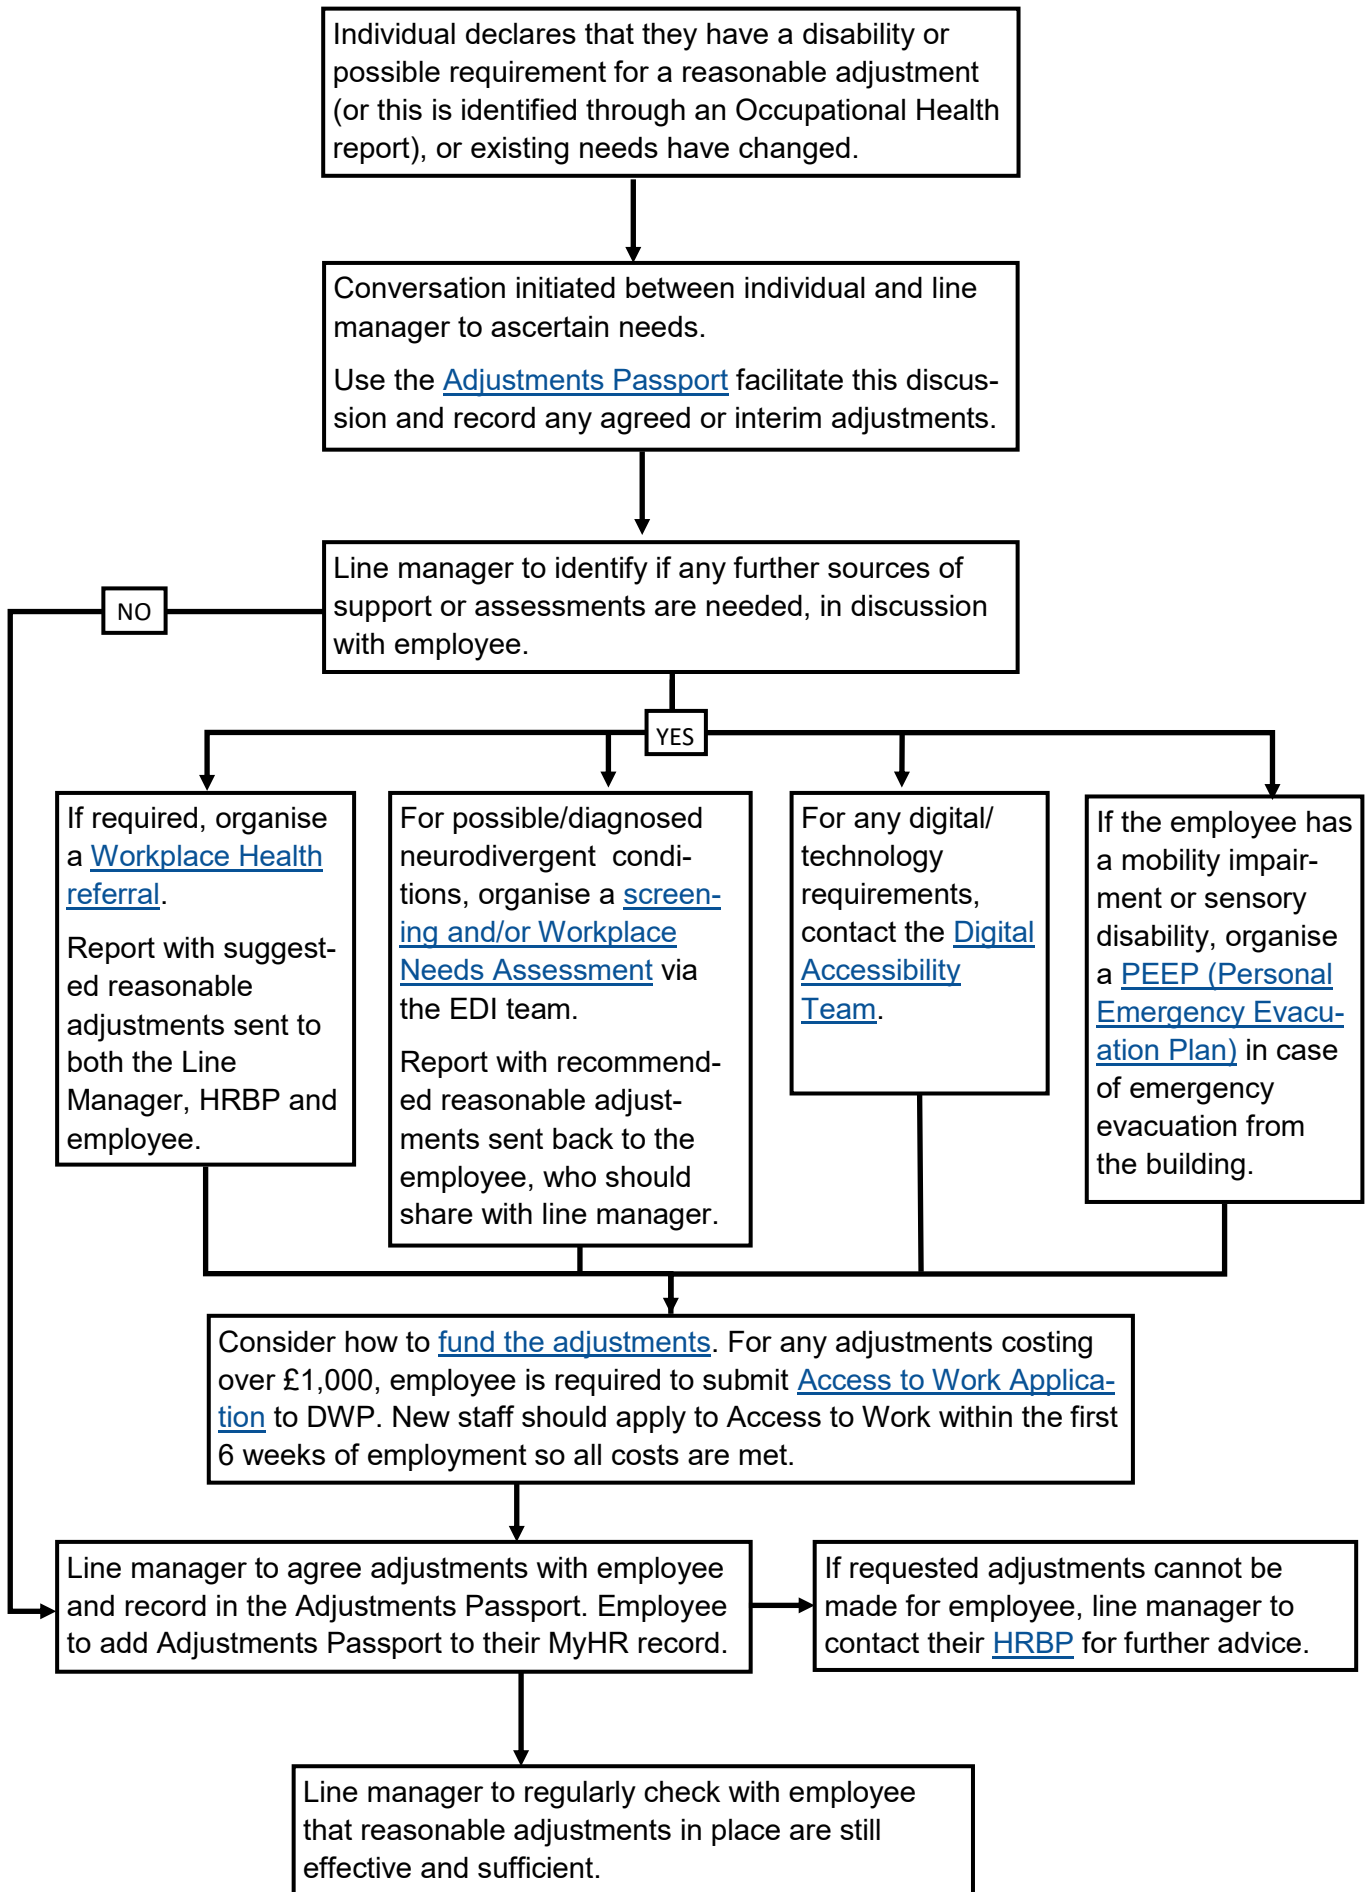 Individual declares that they have a disability or
possible requirement for a reasonable adjustment
(or this is identified through an Occupational Health
report), or existing needs have changed.
Conversation initiated between individual and line
manager to ascertain needs.
Use the Adjustments Passport facilitate this discus-
sion and record any agreed or interim adjustments.
Line manager to identify if any further sources of
support or assessments are needed, in discussion
with employee.
NO
YES
If required, organise
a Workplace Health
referral.
Report with suggest-
ed reasonable
adjustments sent to
both the Line
Manager, HRBP and
employee.
For possible/diagnosed
neurodivergent  condi-
tions, organise a screen-
ing and/or Workplace
Needs Assessment via
the EDI team.
Report with recommend-
ed reasonable adjust-
ments sent back to the
employee, who should
share with line manager.
For any digital/
technology
requirements,
contact the Digital
Accessibility
Team.
If the employee has
a mobility impair-
ment or sensory
disability, organise
a PEEP (Personal
Emergency Evacu-
ation Plan) in case
of emergency
evacuation from
the building.
Consider how to fund the adjustments. For any adjustments costing
over £1,000, employee is required to submit Access to Work Applica-
tion to DWP. New staff should apply to Access to Work within the first
6 weeks of employment so all costs are met.
Line manager to agree adjustments with employee
and record in the Adjustments Passport. Employee
to add Adjustments Passport to their MyHR record.
If requested adjustments cannot be
made for employee, line manager to
contact their HRBP for further advice.
Line manager to regularly check with employee
that reasonable adjustments in place are still
effective and sufficient.